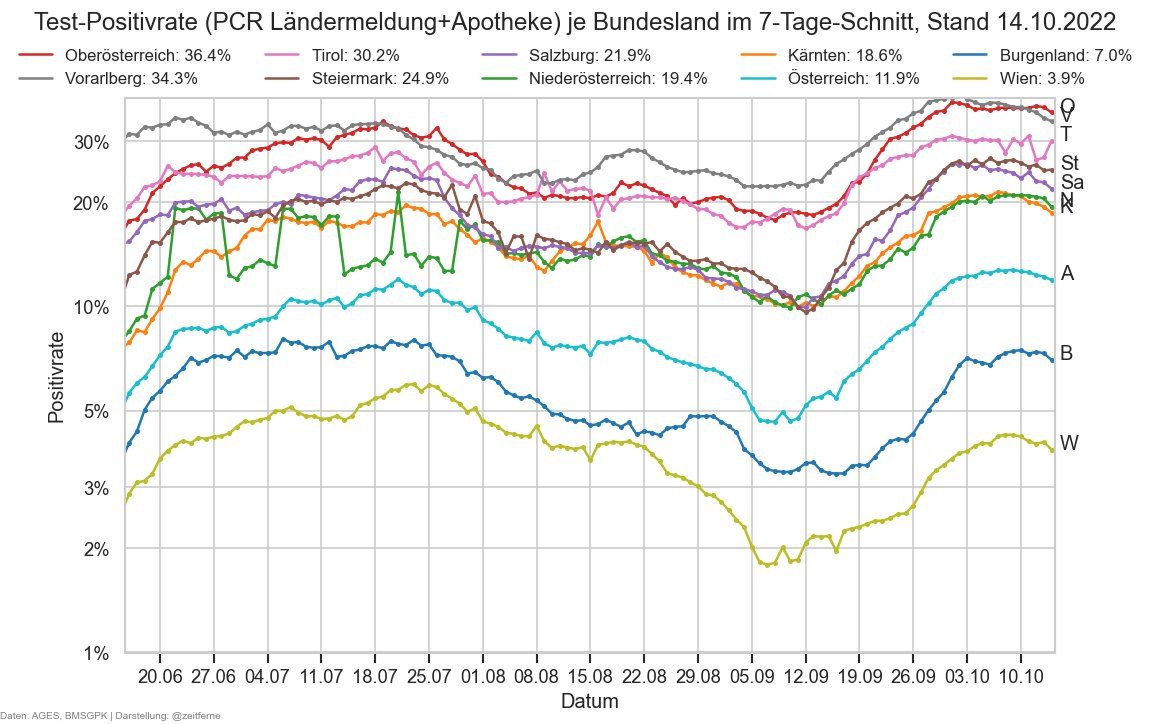 Test-Positivrate (PCR Ländermeldung+Apotheke) je Bundesland im 7-Tage-Schnitt, Stand 14.10.2022
Oberösterreich: 36.4% Tirol: 30.2% Salzburg: 21.9% Kärnten: 18.6% Burgenland: 7.0%
Vorarlberg: 34.3% Steiermark: 24.9% Niederösterreich: 19.4% Österreich: 11.9% Wien: 3.9%
O
V
T
St
Sa
N
K
A
B
W
30%
20%
10%
5%
3%
2%
1%
Positivrate
20.06 27.06 04.07 11.07 18.07 25.07 01.08 08.08 15.08 22.08 29.08 05.09 12.09 19.09 26.09 03.10 10.10
Datum
Daten: AGES, BMSGPK | Darstellung: @zeitferne